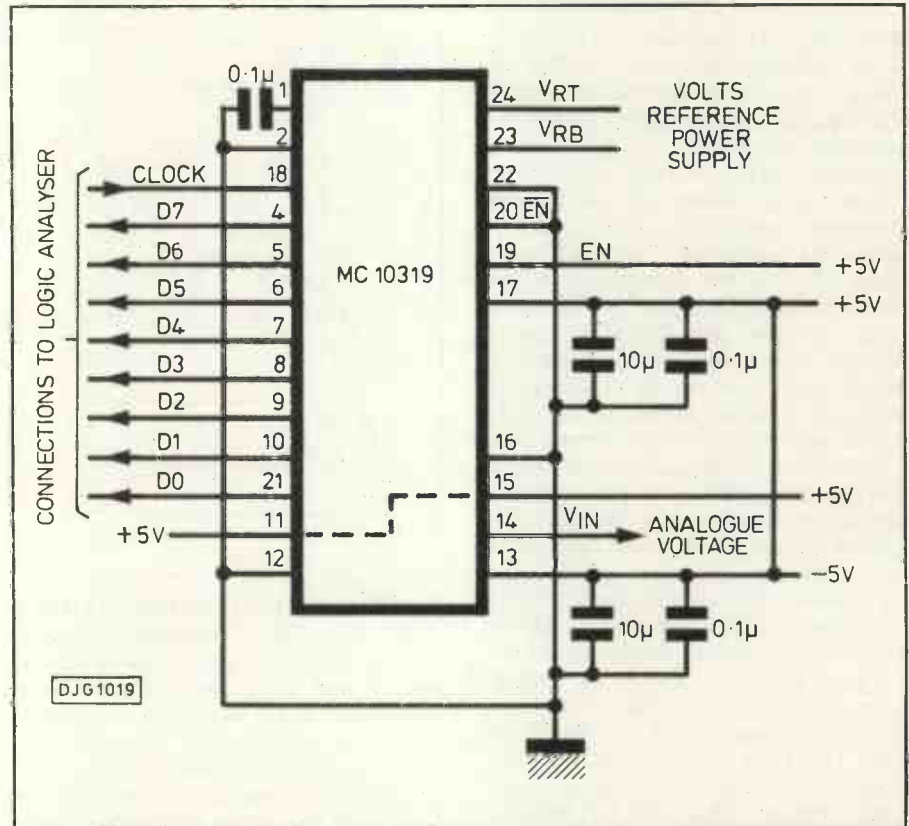 0·1μ
1
2
CLOCK 18
D7 4
D6 5
D5 6
D4 7
D3 8
D2 9
D1 10
D0 21
+5V 11
12
CONNECTIONS TO LOGIC ANALYSER
MC 10319
24 VRT
23 VRB
VOLTS
REFERENCE
POWER
SUPPLY
22
20 EN
19 EN +5V
17 +5V
10μ 0·1μ
16
15 +5V
14 VIN ANALOGUE
VOLTAGE
13 -5V
10μ 0·1μ
DJG1019